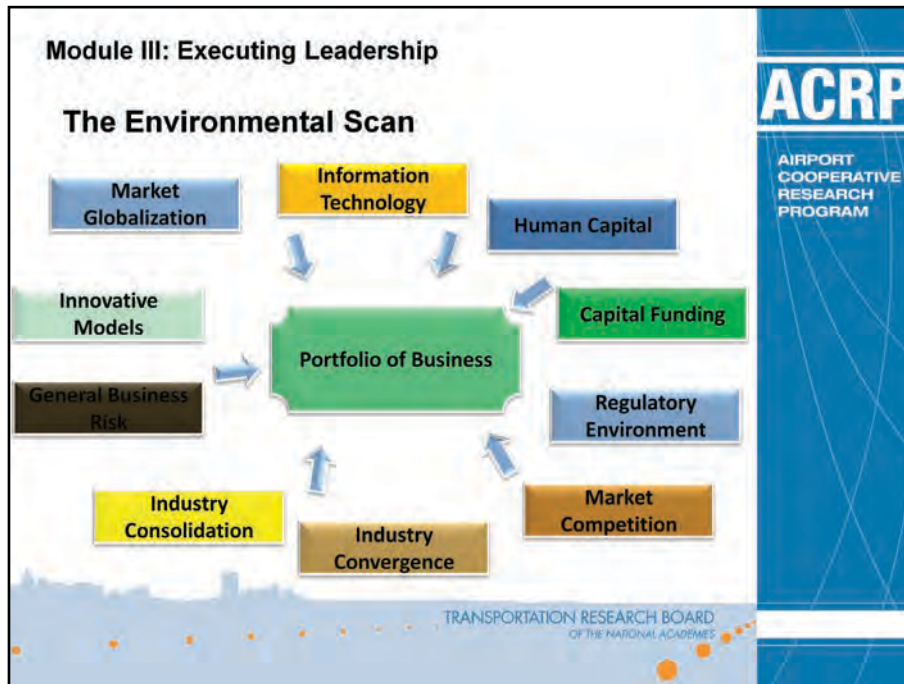 Module III: Executing Leadership
The Environmental Scan
Market
Globalization
Information
Technology
Human Capital
Innovative
Models
Capital Funding
Portfolio of Business
General Business
Risk
Regulatory
Environment
Industry
Consolidation
Market
Competition
Industry
Convergence
TRANSPORTATION RESEARCH BOARD
OF THE NATIONAL ACADEMIES
ACRP
AIRPORT
COOPERATIVE
RESEARCH
PROGRAM